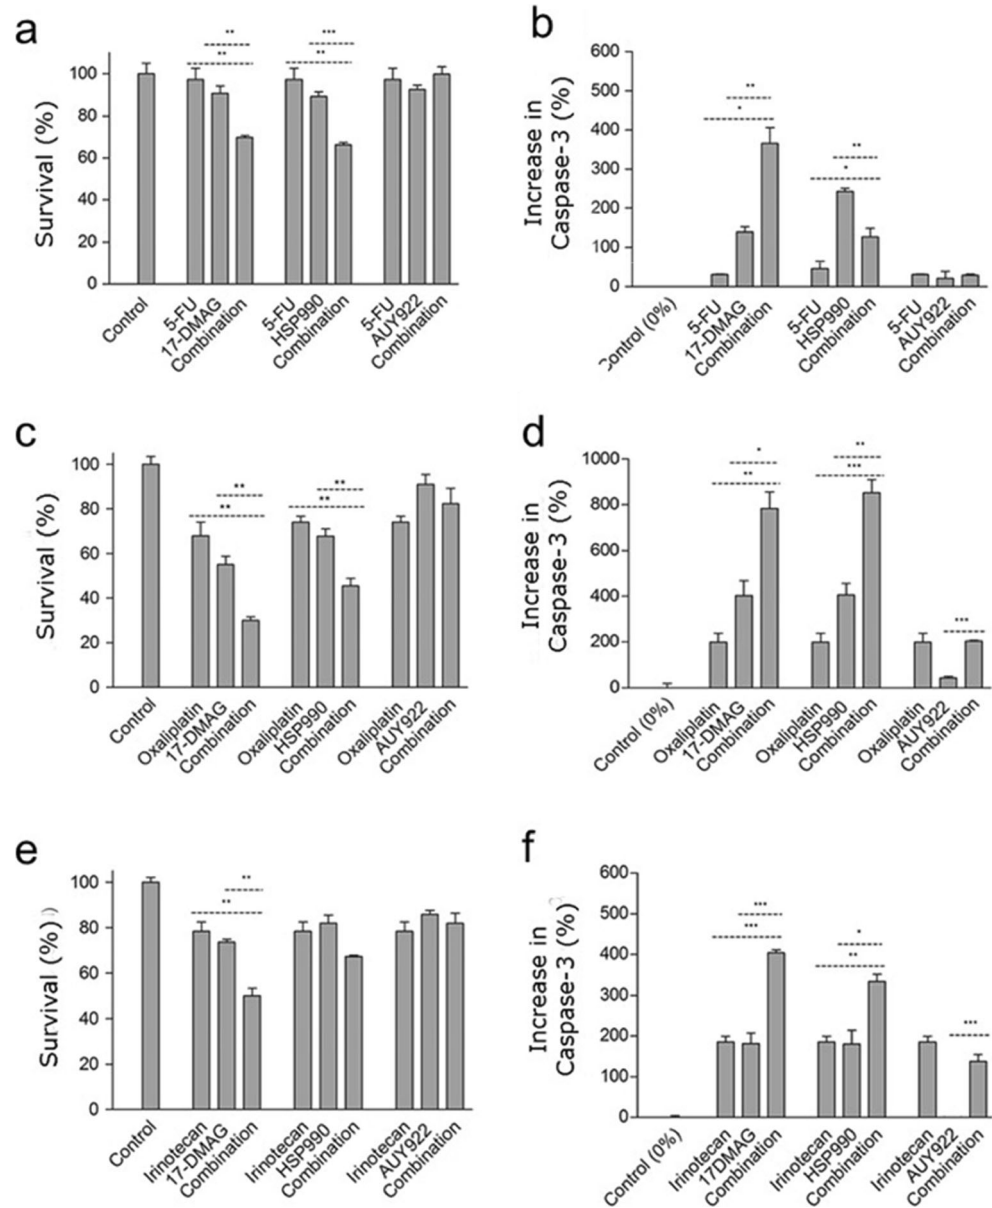 a
Survival (%)
100
80
60
40
20
0
**
**
***
**
Control
5-FU
17-DMAG
Combination
5-FU
HSP990
Combination
5-FU
AUY922
Combination
b
Increase in
Caspase-3 (%)
600
500
400
300
200
100
0
**
*
**
*
Control (0%)
5-FU
17-DMAG
Combination
5-FU
HSP990
Combination
5-FU
AUY922
Combination
c
Survival (%)
100
80
60
40
20
0
**
**
**
**
Control
Oxaliplatin
17-DMAG
Combination
Oxaliplatin
HSP990
Combination
Oxaliplatin
AUY922
Combination
d
Increase in
Caspase-3 (%)
1000
800
600
400
200
0
*
**
**
***
***
Control (0%)
Oxaliplatin
17-DMAG
Combination
Oxaliplatin
HSP990
Combination
Oxaliplatin
AUY922
Combination
e
Survival (%)
100
80
60
40
20
0
**
**
Control
Irinotecan
17-DMAG
Combination
Irinotecan
HSP990
Combination
Irinotecan
AUY922
Combination
f
Increase in
Caspase-3 (%)
600
500
400
300
200
100
0
***
***
*
**
***
Control (0%)
Irinotecan
17DMAG
Combination
Irinotecan
HSP990
Combination
Irinotecan
AUY922
Combination